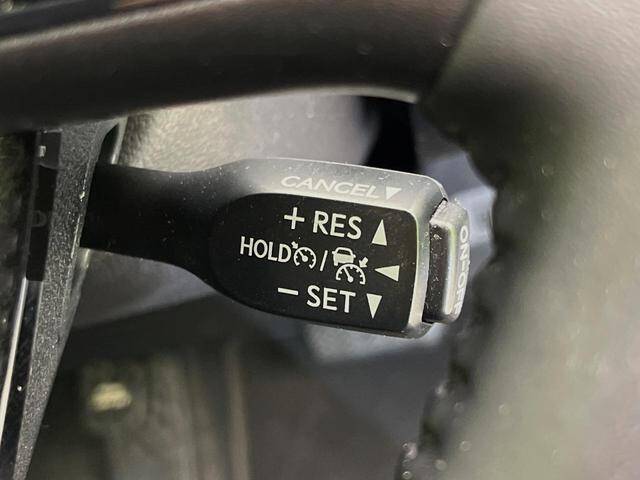 CANCEL▼
+ RES ▲
HOLD / ◀
− SET ▼
ON-OFF